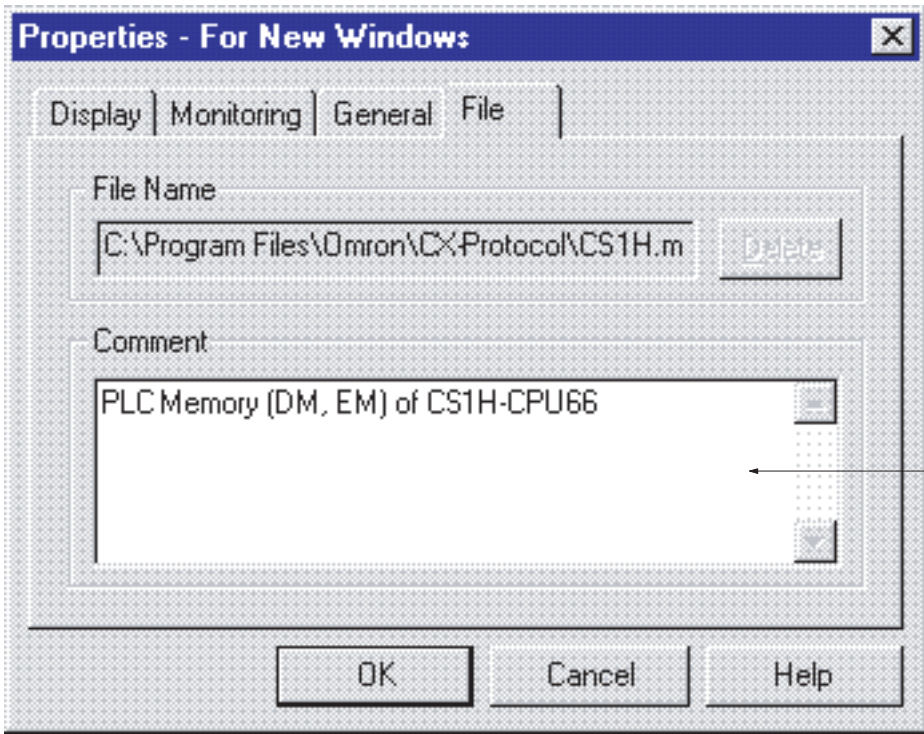 Properties - For New Windows
Display Monitoring General File
File Name
C:\Program Files\Omron\CX-Protocol\CS1H.m
Delete
Comment
PLC Memory (DM, EM) of CS1H-CPU66
OK Cancel Help